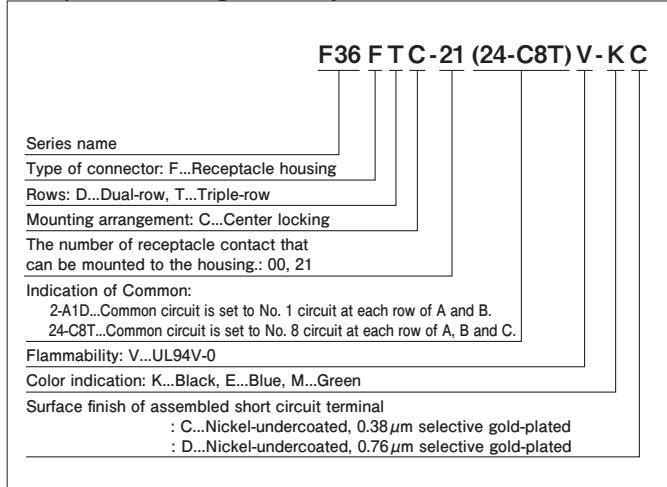 F36 F T C - 21 (24-C8T) V - K C
Series name
Type of connector: F...Receptacle housing
Rows: D...Dual-row, T...Triple-row
Mounting arrangement: C...Center locking
The number of receptacle contact that
can be mounted to the housing.: 00, 21
Indication of Common:
2-A1D...Common circuit is set to No. 1 circuit at each row of A and B.
24-C8T...Common circuit is set to No. 8 circuit at each row of A, B and C.
Flammability: V...UL94V-0
Color indication: K...Black, E...Blue, M...Green
Surface finish of assembled short circuit terminal
: C...Nickel-undercoated, 0.38μm selective gold-plated
: D...Nickel-undercoated, 0.76μm selective gold-plated